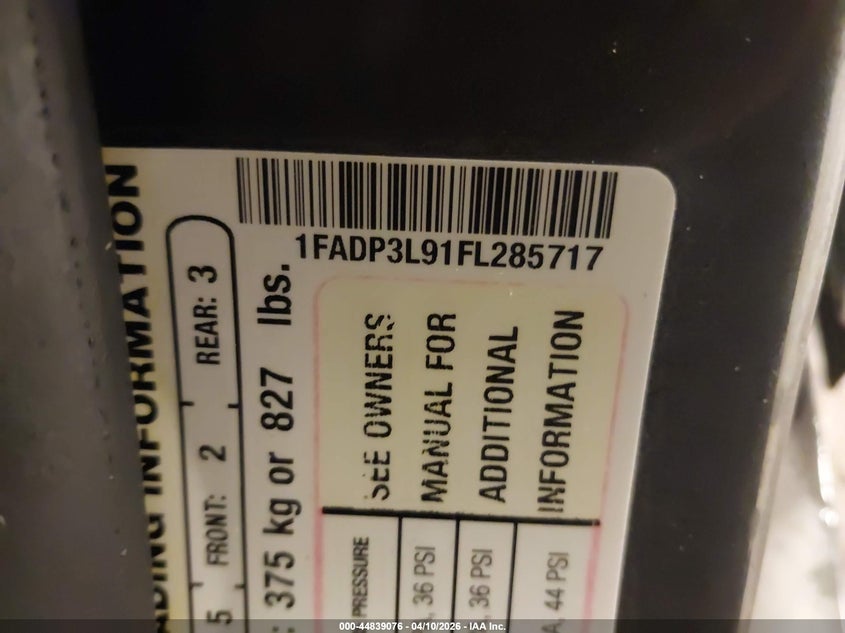 1FADP3L91FL285717
ADING INFORMATION
5 FRONT: 2 REAR: 3
: 375 kg or 827 lbs.
PRESSURE
SEE OWNERS
MANUAL FOR
ADDITIONAL
INFORMATION
, 36 PSI
, 36 PSI
A, 44 PSI
000-44839076 - 04/10/2026 - IAA Inc.